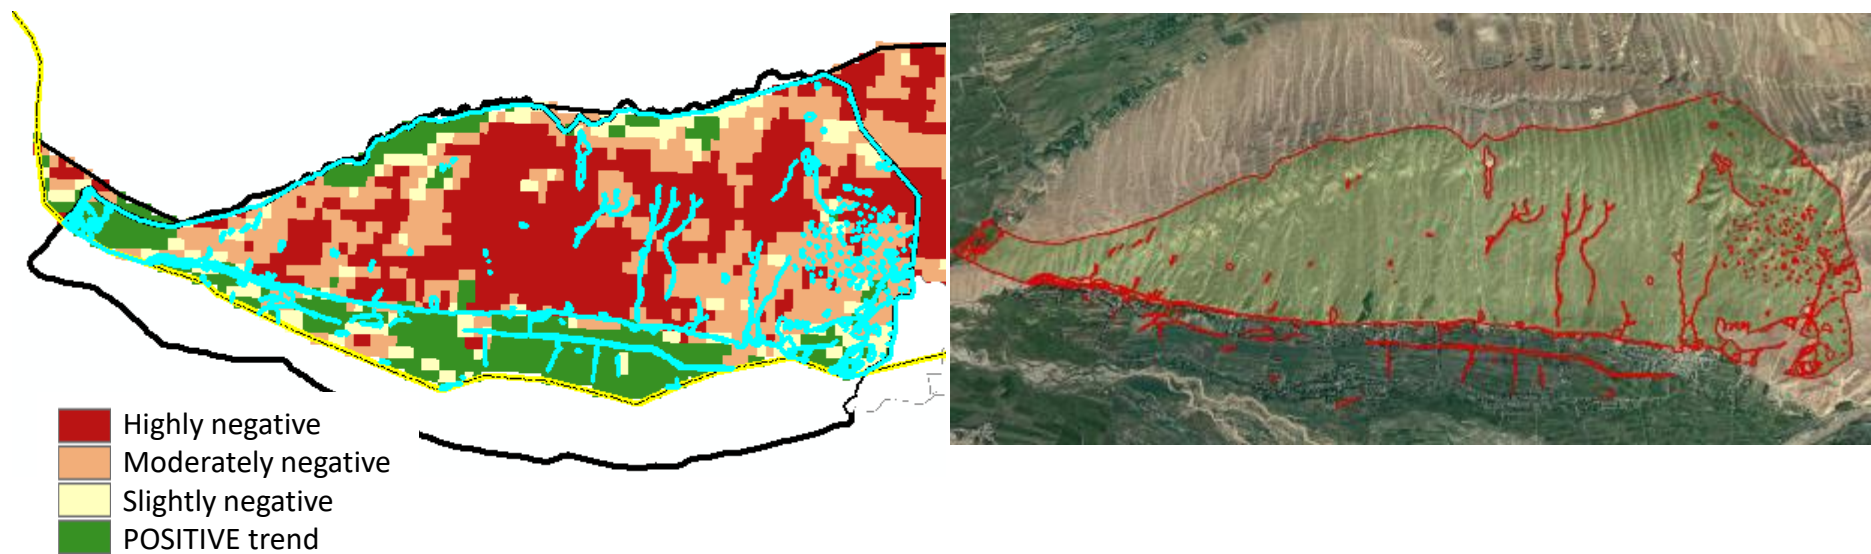 Highly negative
Moderately negative
Slightly negative
POSITIVE trend